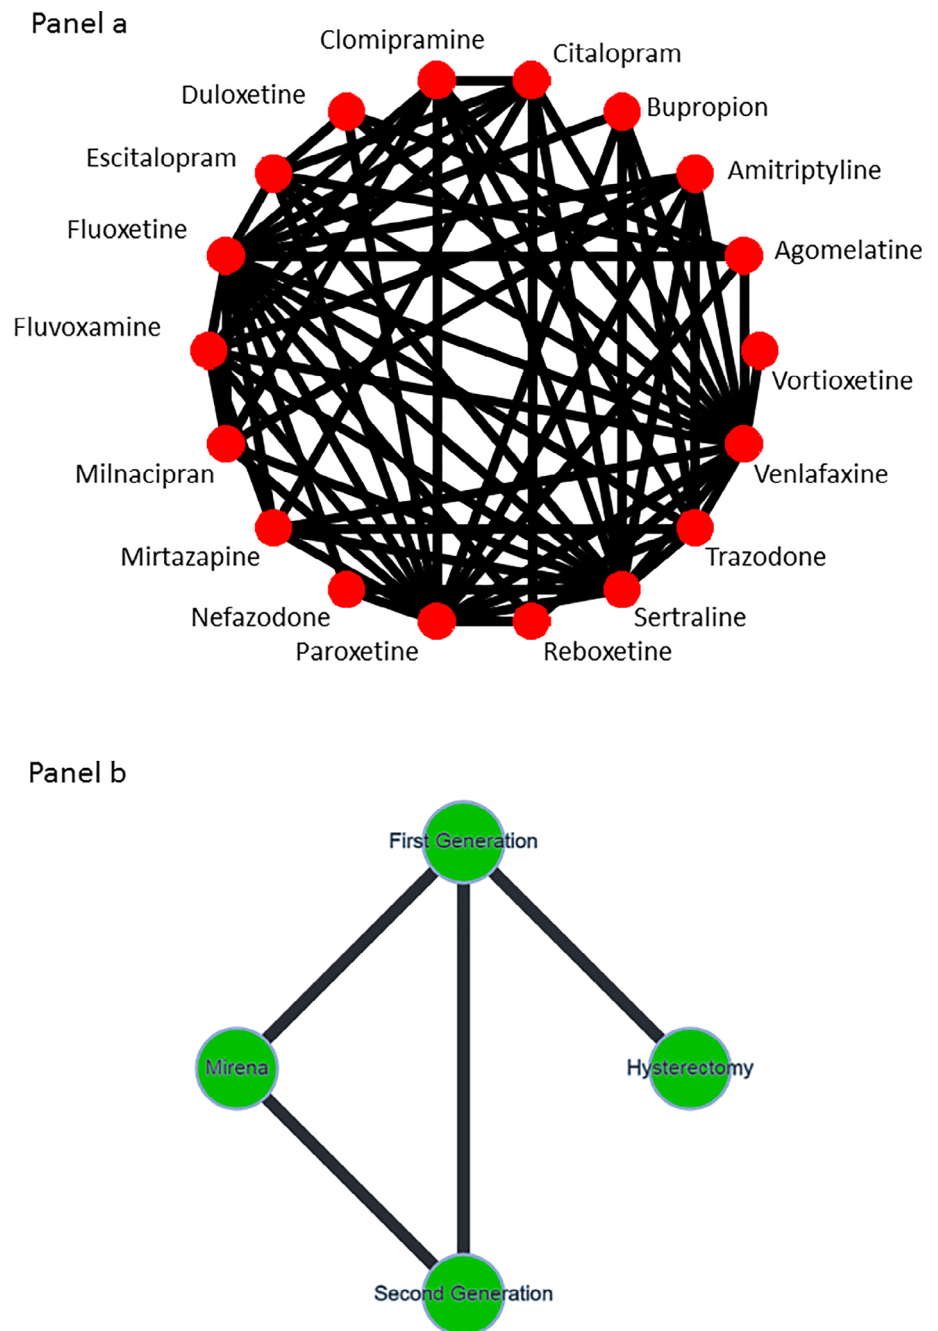 Panel a
Clomipramine
Citalopram
Duloxetine
Bupropion
Escitalopram
Amitriptyline
Fluoxetine
Agomelatine
Fluvoxamine
Vortioxetine
Milnacipran
Venlafaxine
Mirtazapine
Trazodone
Nefazodone
Sertraline
Paroxetine
Reboxetine
Panel b
First Generation
Mirena
Hysterectomy
Second Generation